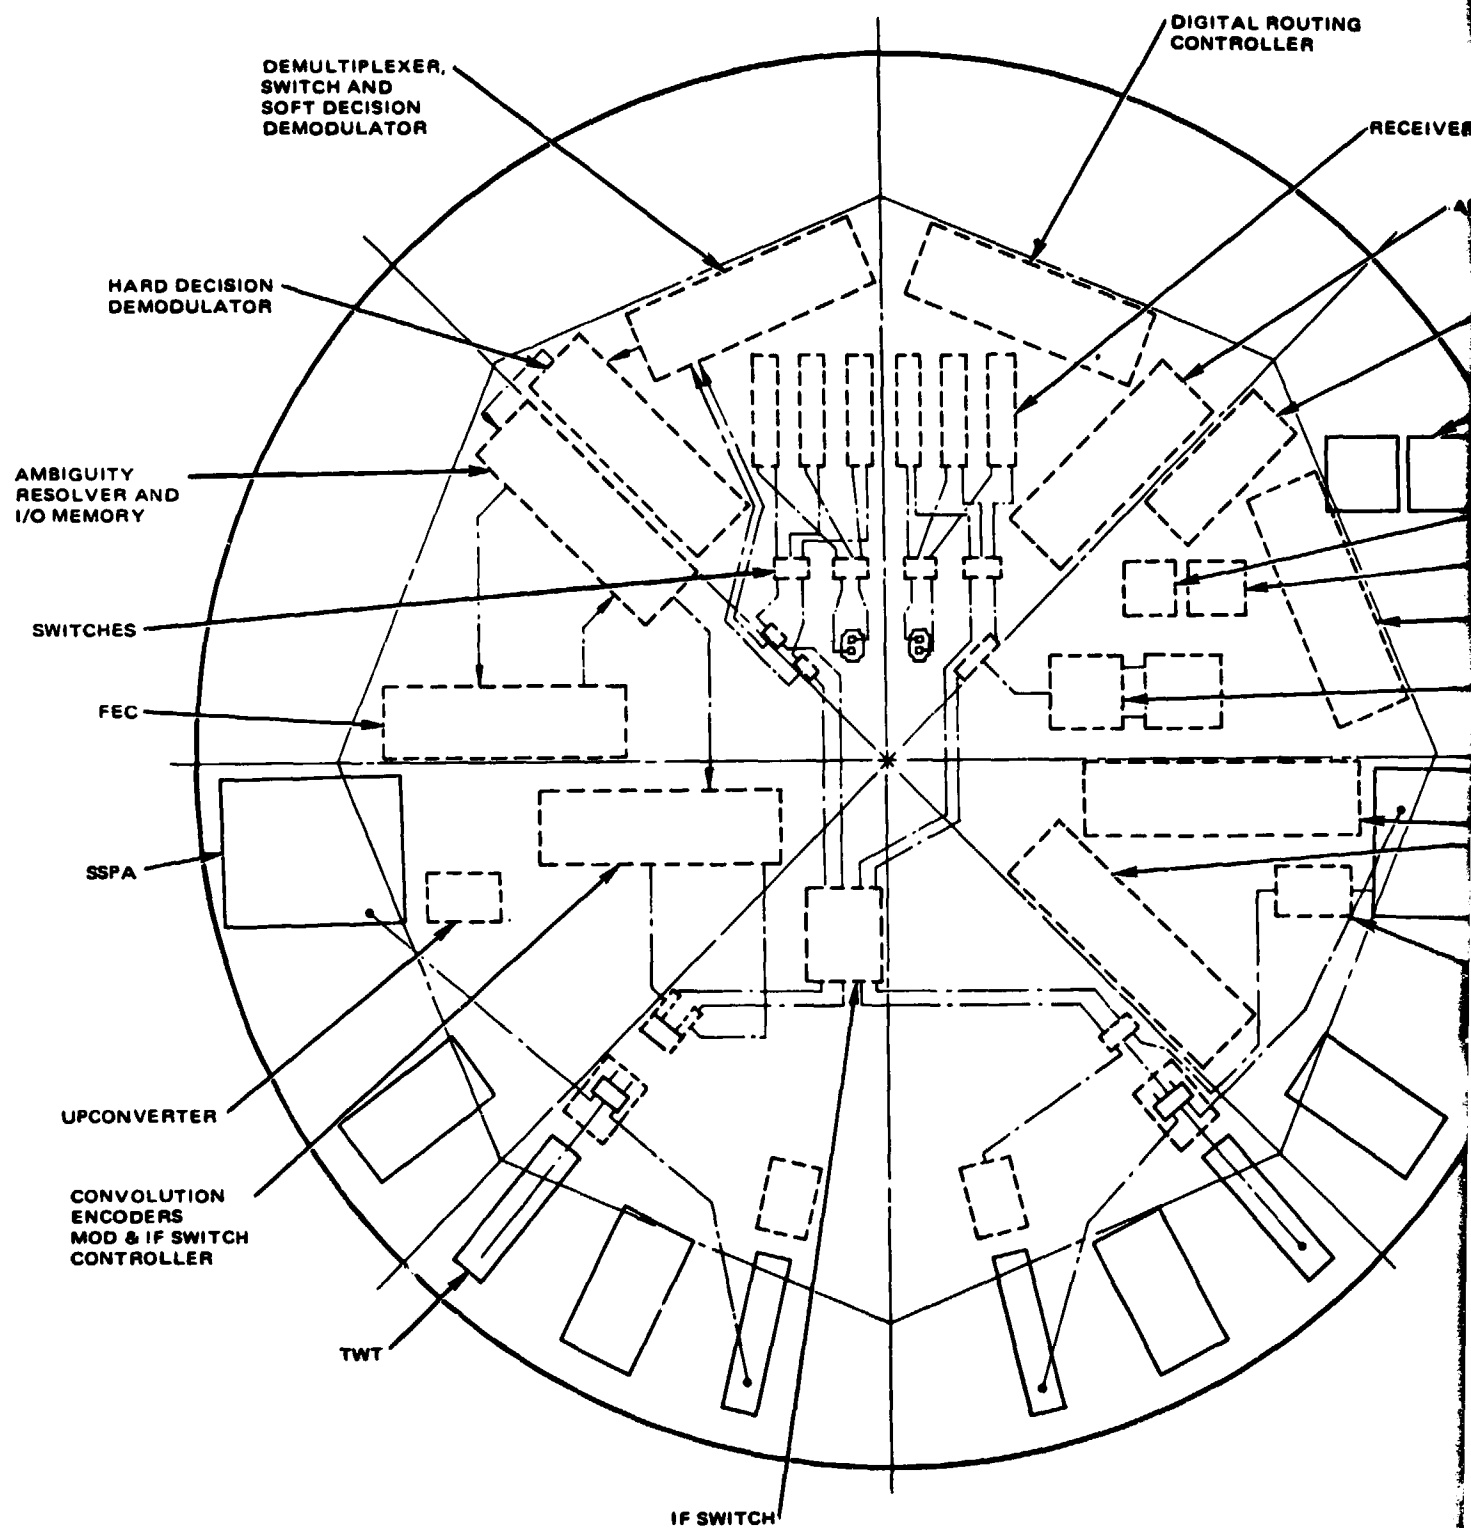 DIGITAL ROUTING
CONTROLLER
DEMULTIPLEXER,
SWITCH AND
SOFT DECISION
DEMODULATOR
RECEIVER
HARD DECISION
DEMODULATOR
AMBIGUITY
RESOLVER AND
I/O MEMORY
SWITCHES
FEC
SSPA
UPCONVERTER
CONVOLUTION
ENCODERS
MOD & IF SWITCH
CONTROLLER
TWT
IF SWITCH